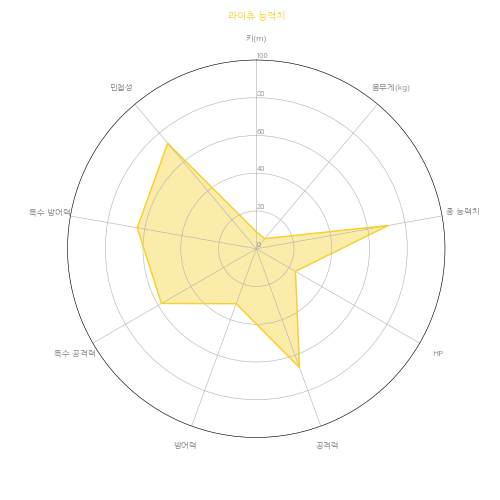 라이츄 능력치
키(m)
100
몸무게(kg)
민첩성
80
60
40
특수 방어력
총 능력치
20
0
특수 공격력
HP
방어력
공격력